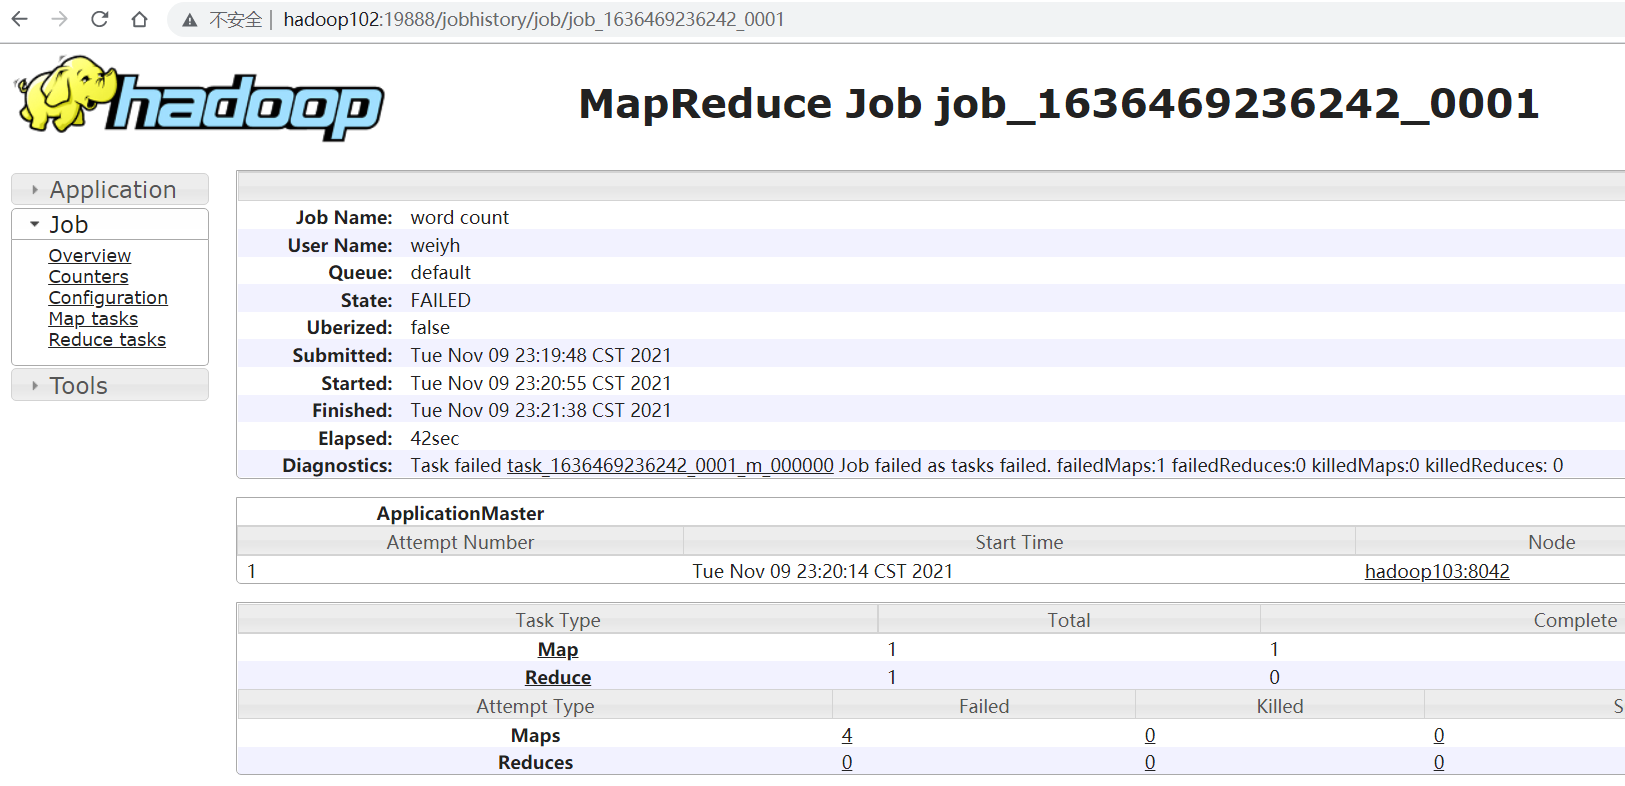 不安全 | hadoop102:19888/jobhistory/job/job_1636469236242_0001
hadoop
MapReduce Job job_1636469236242_0001
Application
Job
Overview
Counters
Configuration
Map tasks
Reduce tasks
Tools
Job Name: word count
User Name: weiyh
Queue: default
State: FAILED
Uberized: false
Submitted: Tue Nov 09 23:19:48 CST 2021
Started: Tue Nov 09 23:20:55 CST 2021
Finished: Tue Nov 09 23:21:38 CST 2021
Elapsed: 42sec
Diagnostics: Task failed task_1636469236242_0001_m_000000 Job failed as tasks failed. failedMaps:1 failedReduces:0 killedMaps:0 killedReduces: 0
ApplicationMaster
Attempt Number Start Time Node
1 Tue Nov 09 23:20:14 CST 2021 hadoop103:8042
Task Type Total Complete
Map 1 1
Reduce 1 0
Attempt Type Failed Killed S
Maps 4 0 0
Reduces 0 0 0